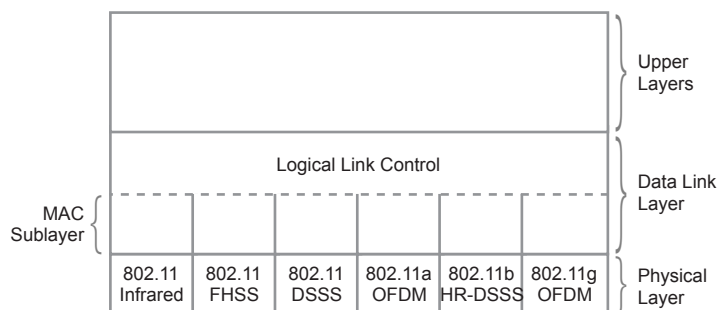 Upper
Layers
Logical Link Control
Data Link
Layer
MAC
Sublayer
802.11
Infrared
802.11
FHSS
802.11
DSSS
802.11a
OFDM
802.11b
HR-DSSS
802.11g
OFDM
Physical
Layer